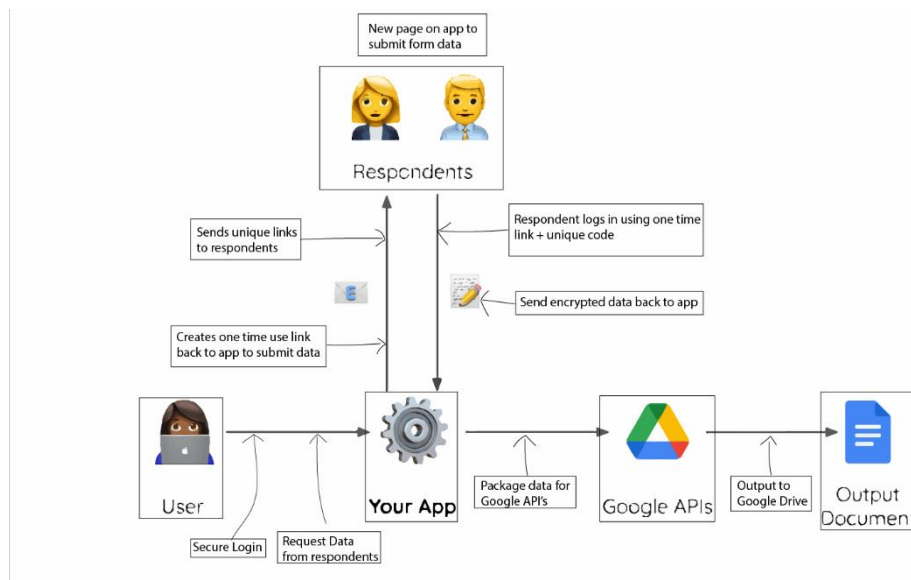 New page on app to
submit form data
Respondents
Sends unique links
to respondents
Respondent logs in using one time
link + unique code
E
Send encrypted data back to app
Creates one time use link
back to app to submit data
User
Your App
Google APIs
Output
Document
Package data for
Google API's
Output to
Google Drive
Secure Login
Request Data
from respondents